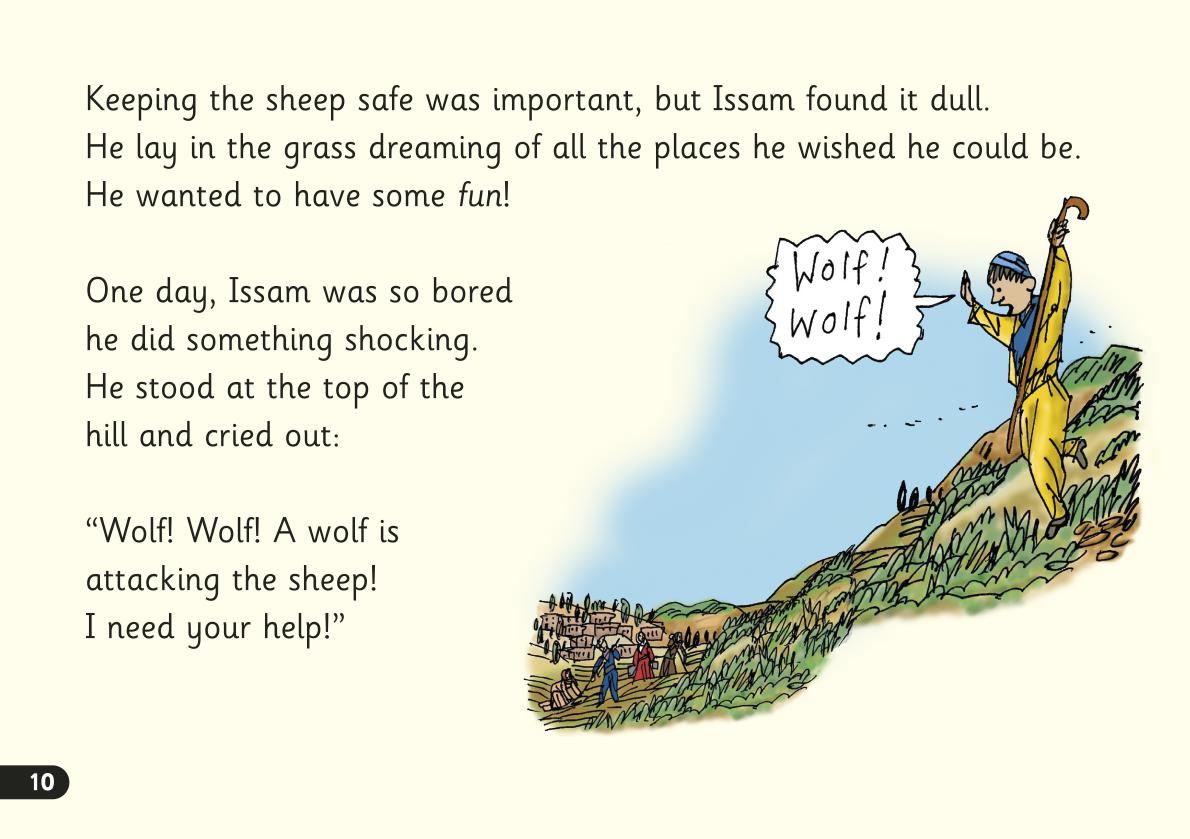 Keeping the sheep safe was important, but Issam found it dull.
He lay in the grass dreaming of all the places he wished he could be.
He wanted to have some fun!
One day, Issam was so bored
he did something shocking.
He stood at the top of the
hill and cried out:
“Wolf! Wolf! A wolf is
attacking the sheep!
I need your help!”
Wolf!
Wolf!
10